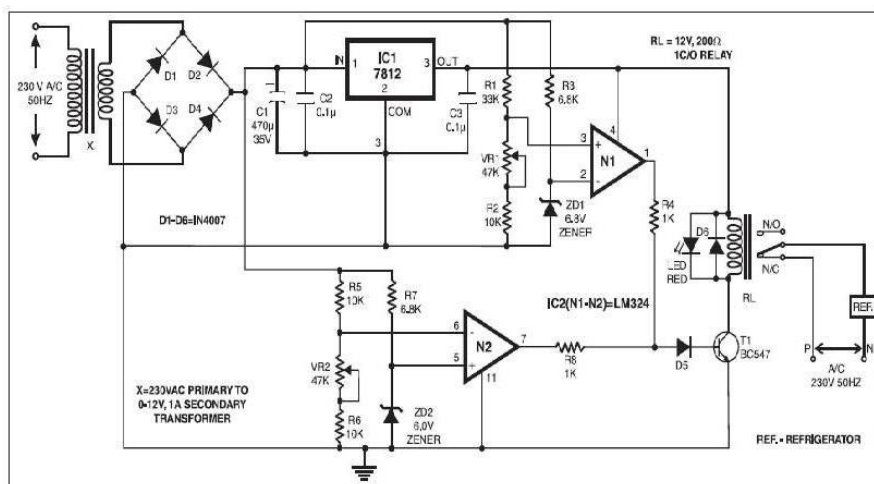 230 V A/C
50HZ
X
D1
D2
D3
D4
D1-D6=IN4007
C1
470µ
35V
C2
0.1µ
IN
1
IC1
7812
2
COM
3
OUT
3
C3
0.1µ
R1
33K
VR1
47K
R2
10K
R3
6.8K
ZD1
6.8V
ZENER
3
+
2
-
N1
4
1
R4
1K
RL = 12V, 200Ω
1C/O RELAY
LED
RED
D6
RL
N/O
N/C
REF.
P
N
A/C
230V 50HZ
T1
BC547
D5
IC2(N1-N2)=LM324
R5
10K
VR2
47K
R6
10K
R7
6.8K
ZD2
6.0V
ZENER
6
-
5
+
N2
7
11
R8
1K
X=230VAC PRIMARY TO
0-12V, 1A SECONDARY
TRANSFORMER
REF.- REFRIGERATOR